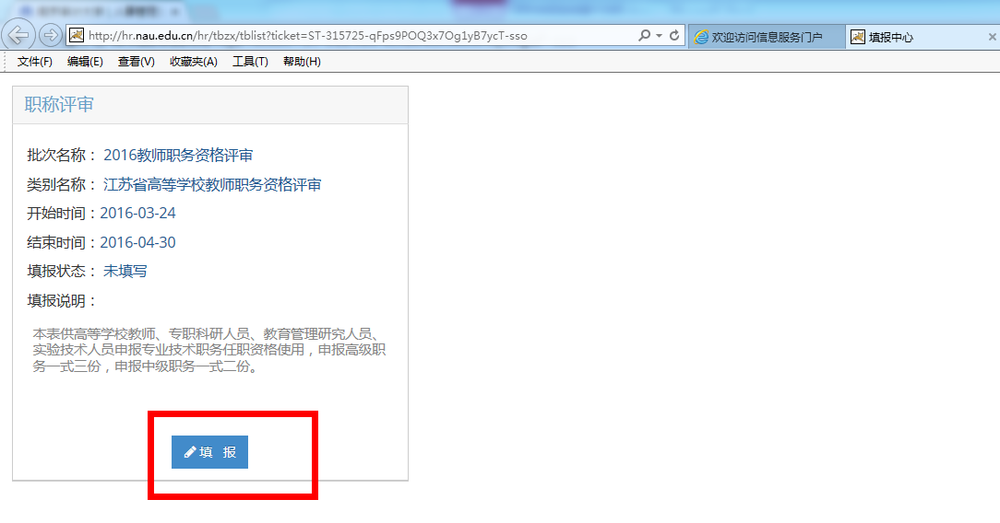 http://hr.nau.edu.cn/hr/tbzx/tblist?ticket=ST-315725-qFps9POQ3x7Og1yB7ycT-sso
欢迎访问信息服务门户
填报中心
文件(F) 编辑(E) 查看(V) 收藏夹(A) 工具(T) 帮助(H)
职称评审
批次名称： 2016教师职务资格评审
类别名称： 江苏省高等学校教师职务资格评审
开始时间：2016-03-24
结束时间：2016-04-30
填报状态： 未填写
填报说明：
本表供高等学校教师、专职科研人员、教育管理研究人员、
实验技术人员申报专业技术职务任职资格使用，申报高级职
务一式三份，申报中级职务一式二份。
填 报